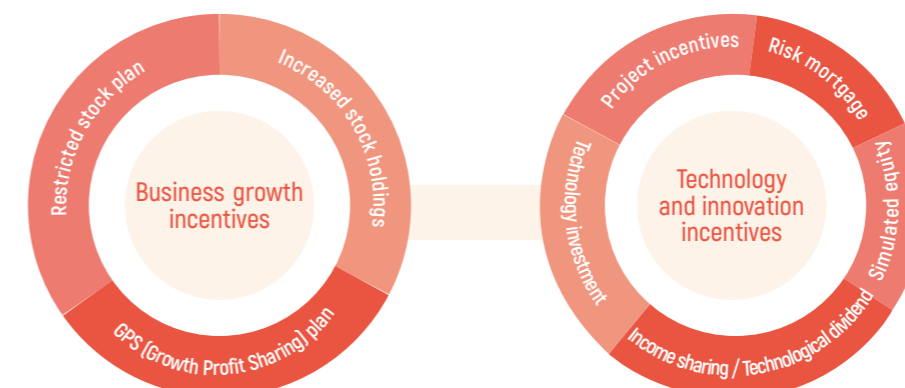 Restricted stock plan
Increased stock holdings
GPS (Growth Profit Sharing) plan
Business growth
incentives
Project incentives
Risk mortgage
Simulated equity
Income sharing / Technological dividend
Technology investment
Technology
and innovation
incentives